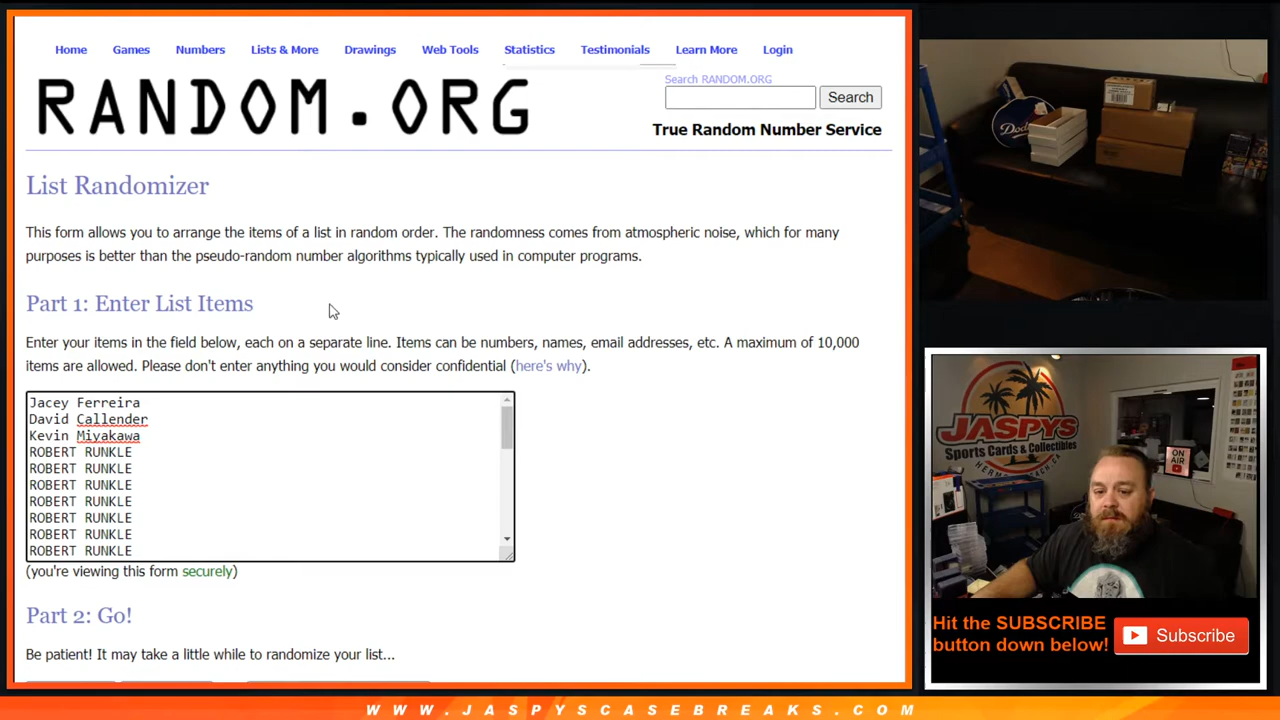 Home Games Numbers Lists & More Drawings Web Tools Statistics Testimonials Learn More Login
RANDOM.ORG
Search RANDOM.ORG
Search
True Random Number Service
List Randomizer
This form allows you to arrange the items of a list in random order. The randomness comes from atmospheric noise, which for many
purposes is better than the pseudo-random number algorithms typically used in computer programs.
Part 1: Enter List Items
Enter your items in the field below, each on a separate line. Items can be numbers, names, email addresses, etc. A maximum of 10,000
items are allowed. Please don't enter anything you would consider confidential (here's why).
Jacey Ferreira
David Callender
Kevin Miyakawa
ROBERT RUNKLE
ROBERT RUNKLE
ROBERT RUNKLE
ROBERT RUNKLE
ROBERT RUNKLE
ROBERT RUNKLE
ROBERT RUNKLE
(you're viewing this form securely)
Part 2: Go!
Be patient! It may take a little while to randomize your list...
JASPYS
Sports Cards & Collectibles
ON
AIR
Hit the SUBSCRIBE
button down below!
Subscribe
WWW.JASPYSCASEBREAKS.COM